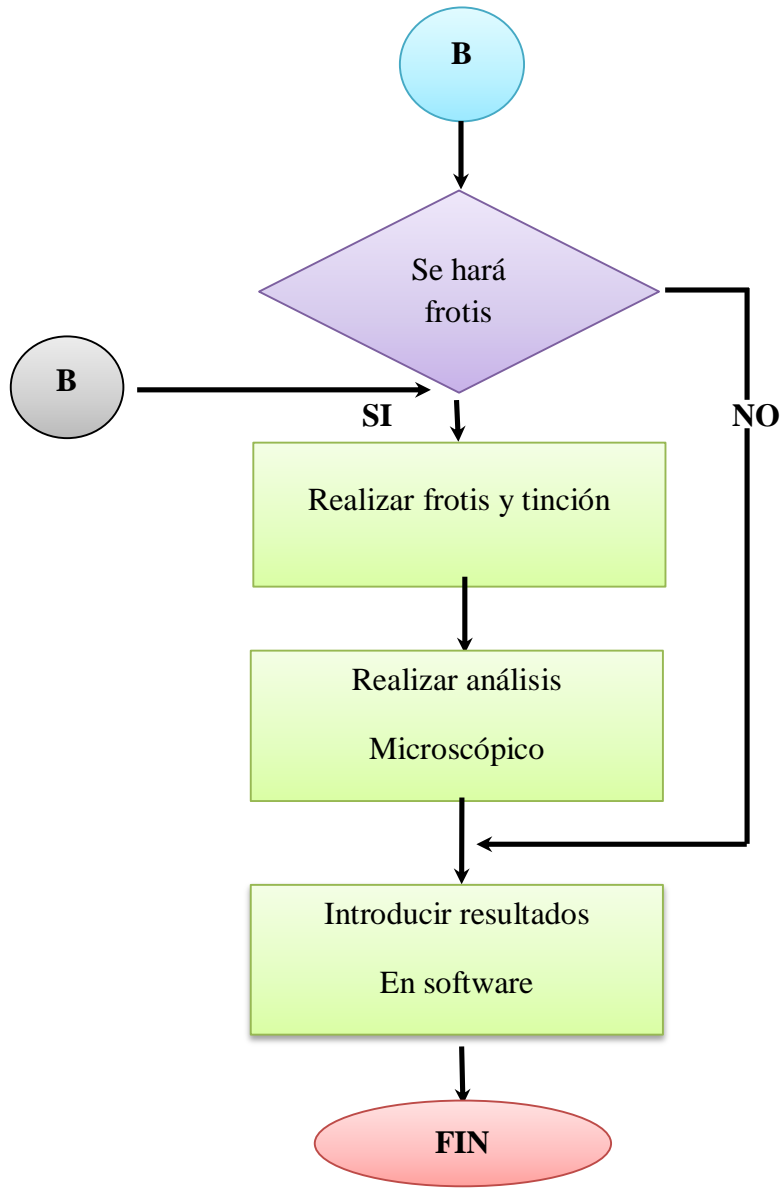 B
Se hará
frotis
B
SI
NO
Realizar frotis y tinción
Realizar análisis
Microscópico
Introducir resultados
En software
FIN